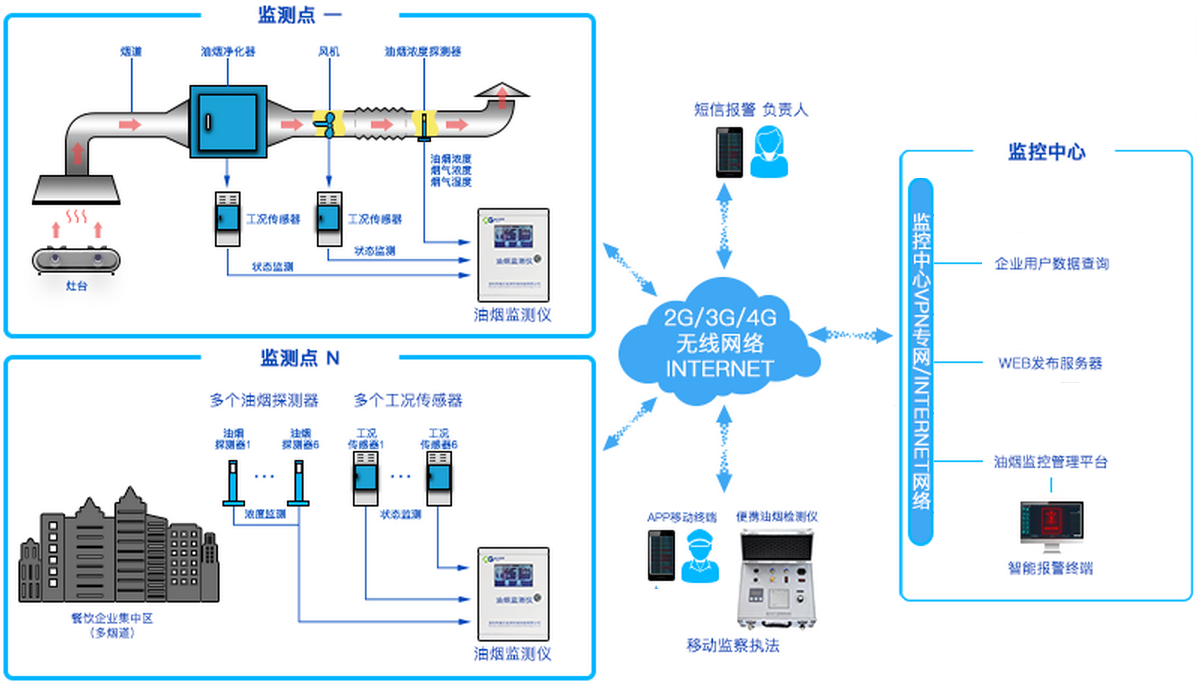 监测点 一
烟道
油烟净化器
风机
油烟浓度探测器
油烟浓度
烟气浓度
烟气湿度
工况传感器
工况传感器
状态监测
状态监测
灶台
油烟监测仪
油烟监测仪
监测点 N
多个油烟探测器
多个工况传感器
油烟
探测器1
油烟
探测器6
工况
传感器1
工况
传感器6
...
...
浓度监测
状态监测
餐饮企业集中区
(多烟道)
油烟监测仪
油烟监测仪
短信报警 负责人
2G/3G/4G
无线网络
INTERNET
APP移动终端
便携油烟检测仪
移动监察执法
监控中心
监控中心VPN专网/INTERNET网络
企业用户数据查询
WEB发布服务器
油烟监控管理平台
智能报警终端